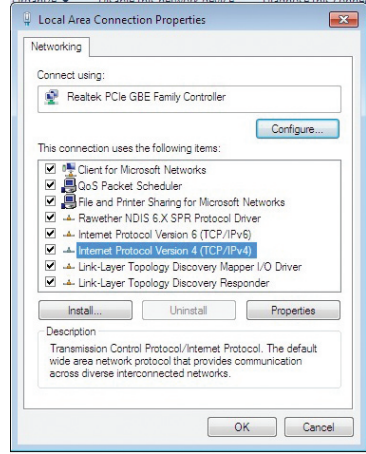 Local Area Connection Properties
Networking
Connect using:
Realtek PCIe GBE Family Controller
Configure...
This connection uses the following items:
Client for Microsoft Networks
QoS Packet Scheduler
File and Printer Sharing for Microsoft Networks
Rawether NDIS 6.X SPR Protocol Driver
Internet Protocol Version 6 (TCP/IPv6)
Internet Protocol Version 4 (TCP/IPv4)
Link-Layer Topology Discovery Mapper I/O Driver
Link-Layer Topology Discovery Responder
Install... Uninstall Properties
Description
Transmission Control Protocol/Internet Protocol. The default
wide area network protocol that provides communication
across diverse interconnected networks.
OK Cancel